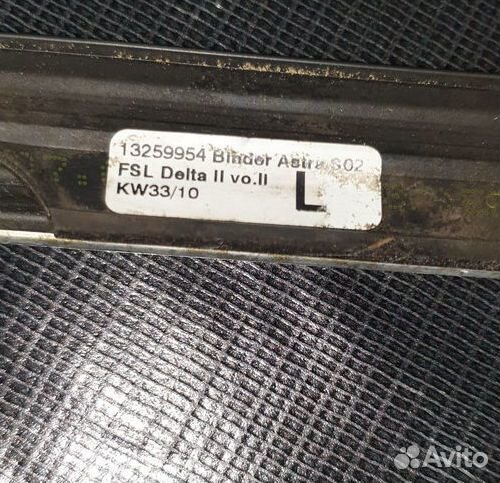 13259954 Binder Astra S02
FSL Delta II vo.II
KW33/10
L
Avito